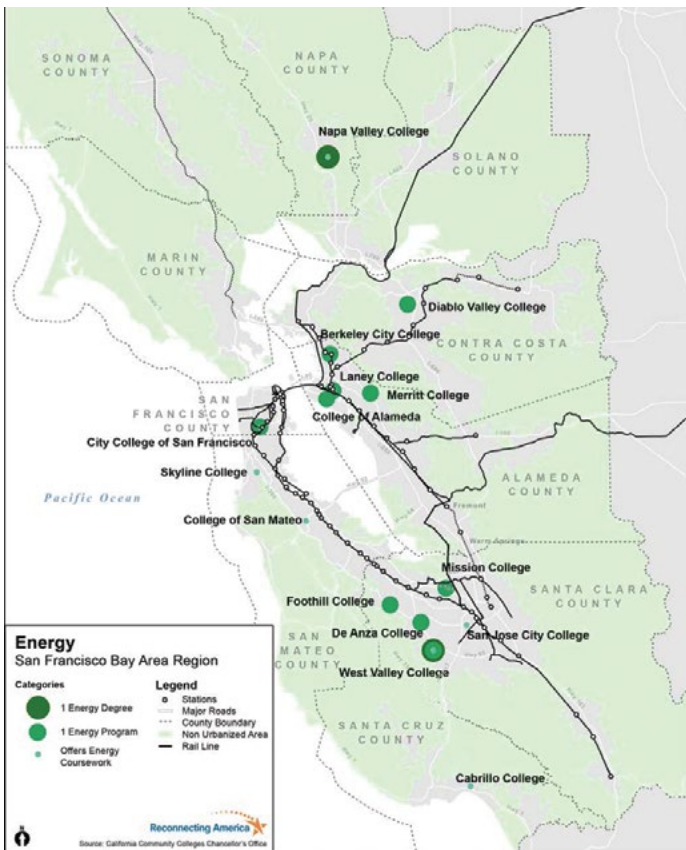 SONOMA
COUNTY
NAPA
COUNTY
Napa Valley College
SOLANO
COUNTY
MARIN
COUNTY
Diablo Valley College
Berkeley City College
CONTRA COSTA
COUNTY
Laney College
Merritt College
SAN
FRANCISCO
COUNTY
College of Alameda
City College of San Francisco
Skyline College
ALAMEDA
COUNTY
Pacific Ocean
College of San Mateo
Fremont
Warm Springs
Mission College
SANTA CLARA
COUNTY
Foothill College
De Anza College
San Jose City College
SAN
MATEO
COUNTY
West Valley College
SANTA CRUZ
COUNTY
Cabrillo College
Energy
San Francisco Bay Area Region
Categories
1 Energy Degree
1 Energy Program
Offers Energy
Coursework
Legend
Stations
Major Roads
County Boundary
Non Urbanized Area
Rail Line
N
Reconnecting America
Source: California Community Colleges Chancellor's Office